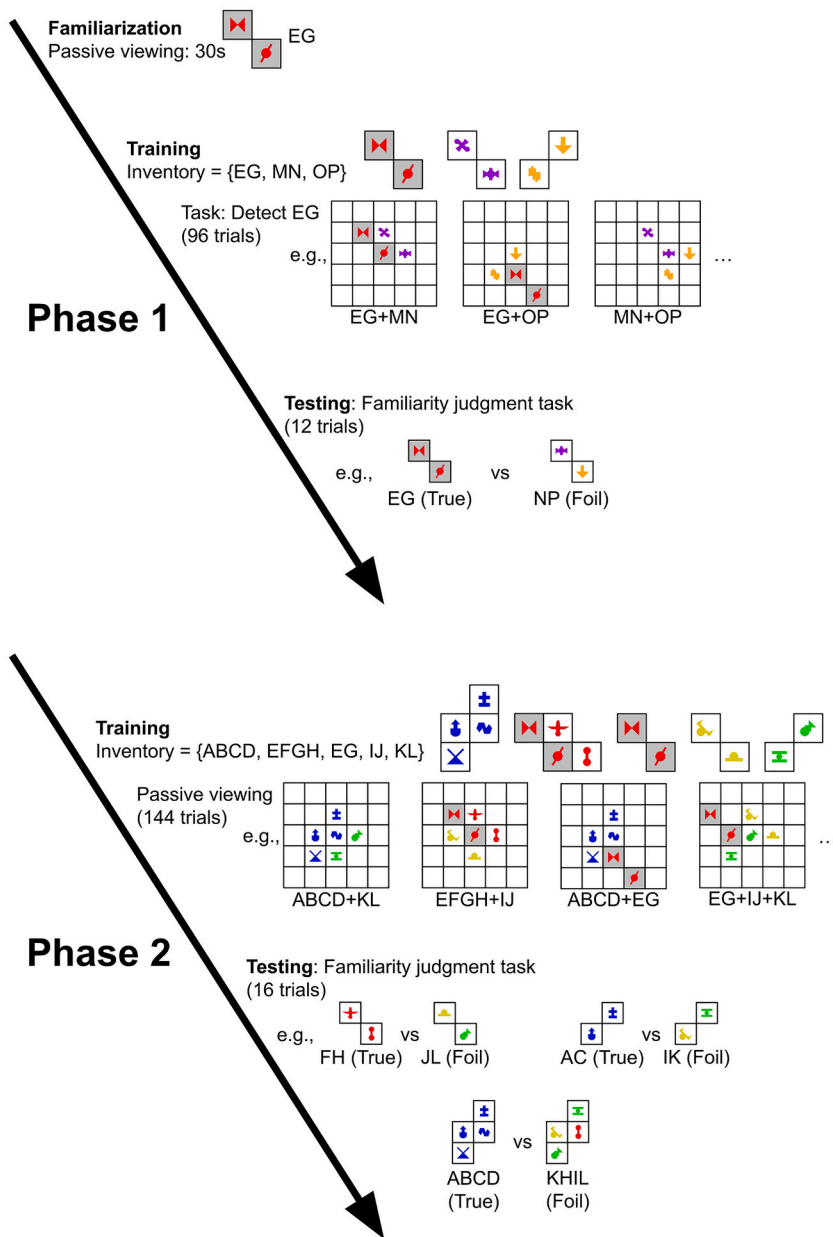 Familiarization
Passive viewing: 30s
EG
Training
Inventory = {EG, MN, OP}
Task: Detect EG
(96 trials)
e.g.,
...
EG+MN
EG+OP
MN+OP
Phase 1
Testing: Familiarity judgment task
(12 trials)
e.g.,
vs
EG (True)
NP (Foil)
Training
Inventory = {ABCD, EFGH, EG, IJ, KL}
Passive viewing
(144 trials)
e.g.,
..
ABCD+KL
EFGH+IJ
ABCD+EG
EG+IJ+KL
Phase 2
Testing: Familiarity judgment task
(16 trials)
e.g.,
vs
vs
FH (True)
JL (Foil)
AC (True)
IK (Foil)
vs
ABCD
(True)
KHIL
(Foil)